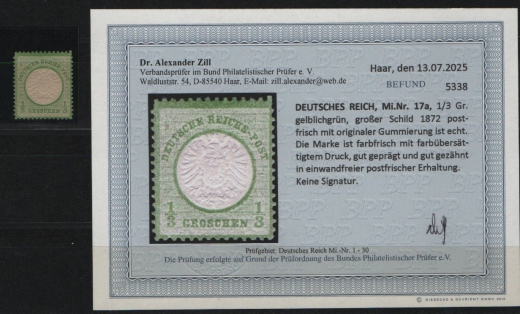 Dr. Alexander Zill
Verbandsprüfer im Bund Philatelistischer Prüfer e. V.
Waldluststr. 54, D-85540 Haar, E-Mail: zill.alexander@web.de
Haar, den 13.07.2025
BEFUND 5338
DEUTSCHES REICH, Mi.Nr. 17a, 1/3 Gr.
gelblichgrün, großer Schild 1872 post-
frisch mit originaler Gummierung ist echt.
Die Marke ist farbfrisch mit farbübersät-
tigtem Druck, gut geprägt und gut gezähnt
in einwandfreier postfrischer Erhaltung.
Keine Signatur.
DEUTSCHE REICHS-POST
1/3 GROSCHEN 1/3
Prüfgebiet: Deutsches Reich Mi.-Nr. 1 - 30
Die Prüfung erfolgte auf Grund der Prüfordnung des Bundes Philatelistischer Prüfer e.V.